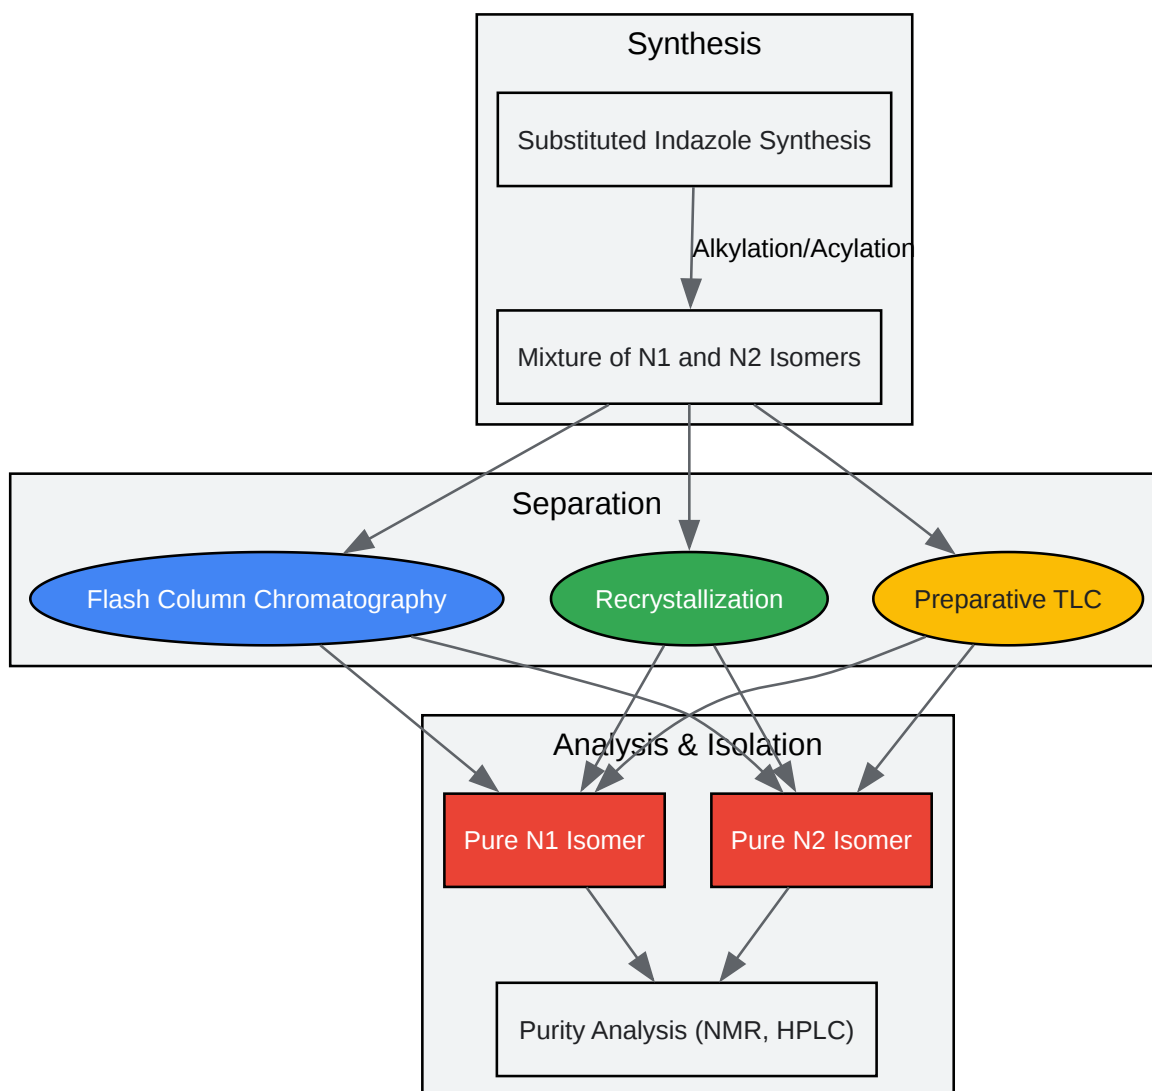 Synthesis
Substituted Indazole Synthesis
Alkylation/Acylation
Mixture of N1 and N2 Isomers
Separation
Flash Column Chromatography
Recrystallization
Preparative TLC
Analysis & Isolation
Pure N1 Isomer
Pure N2 Isomer
Purity Analysis (NMR, HPLC)